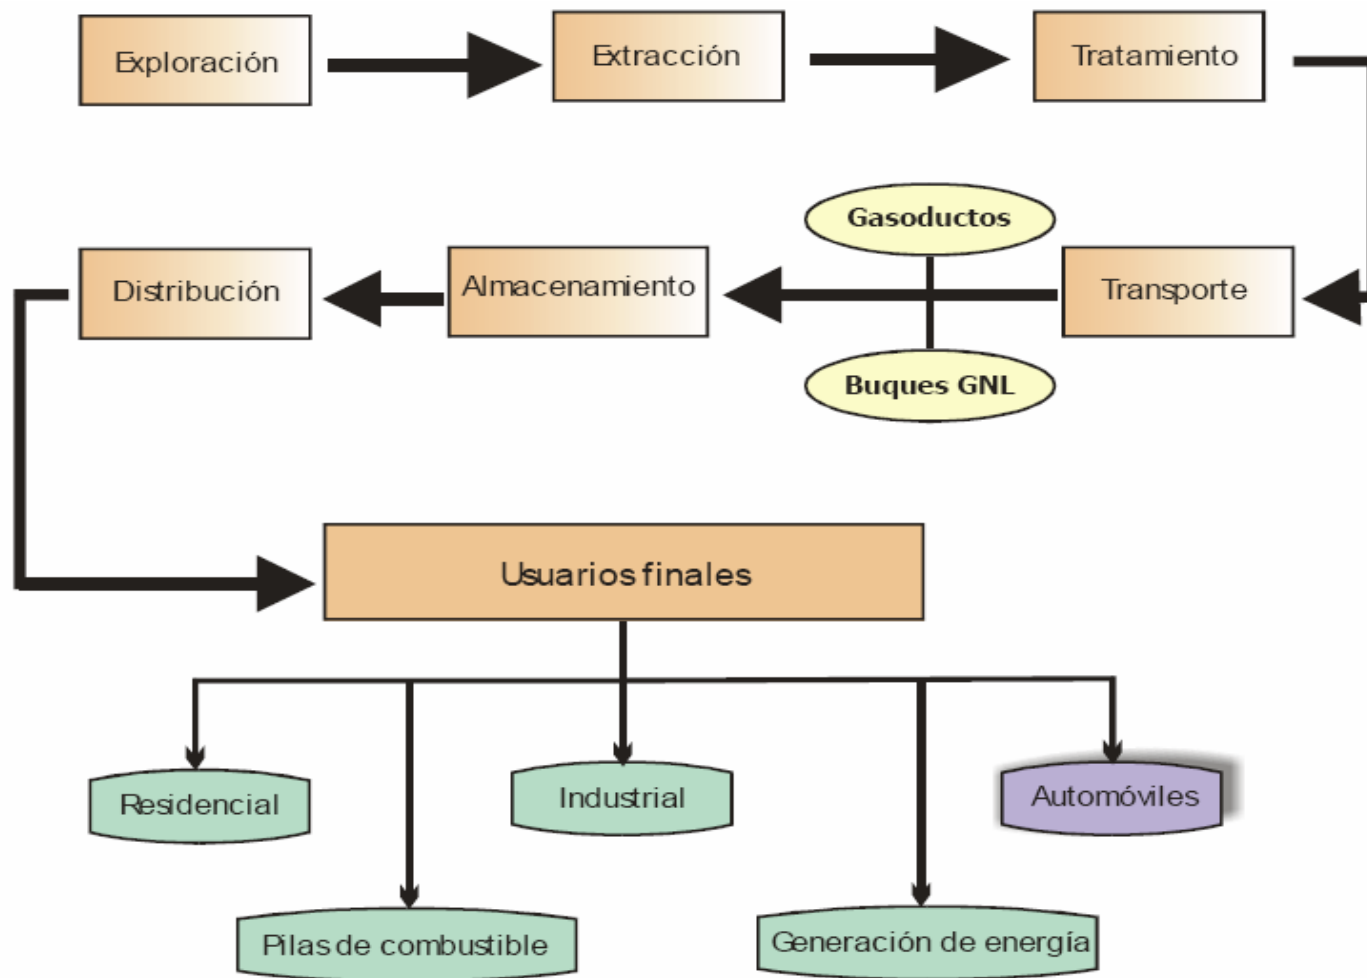 Exploración
Extracción
Tratamiento
Gasoductos
Distribución
Almacenamiento
Transporte
Buques GNL
Usuarios finales
Residencial
Industrial
Automóviles
Pilas de combustible
Generación de energía